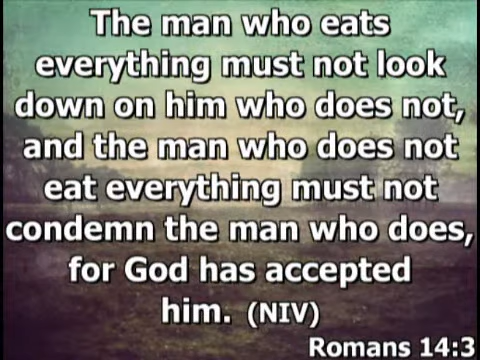 The man who eats
everything must not look
down on him who does not,
and the man who does not
eat everything must not
condemn the man who does,
for God has accepted
him. (NIV)
Romans 14:3